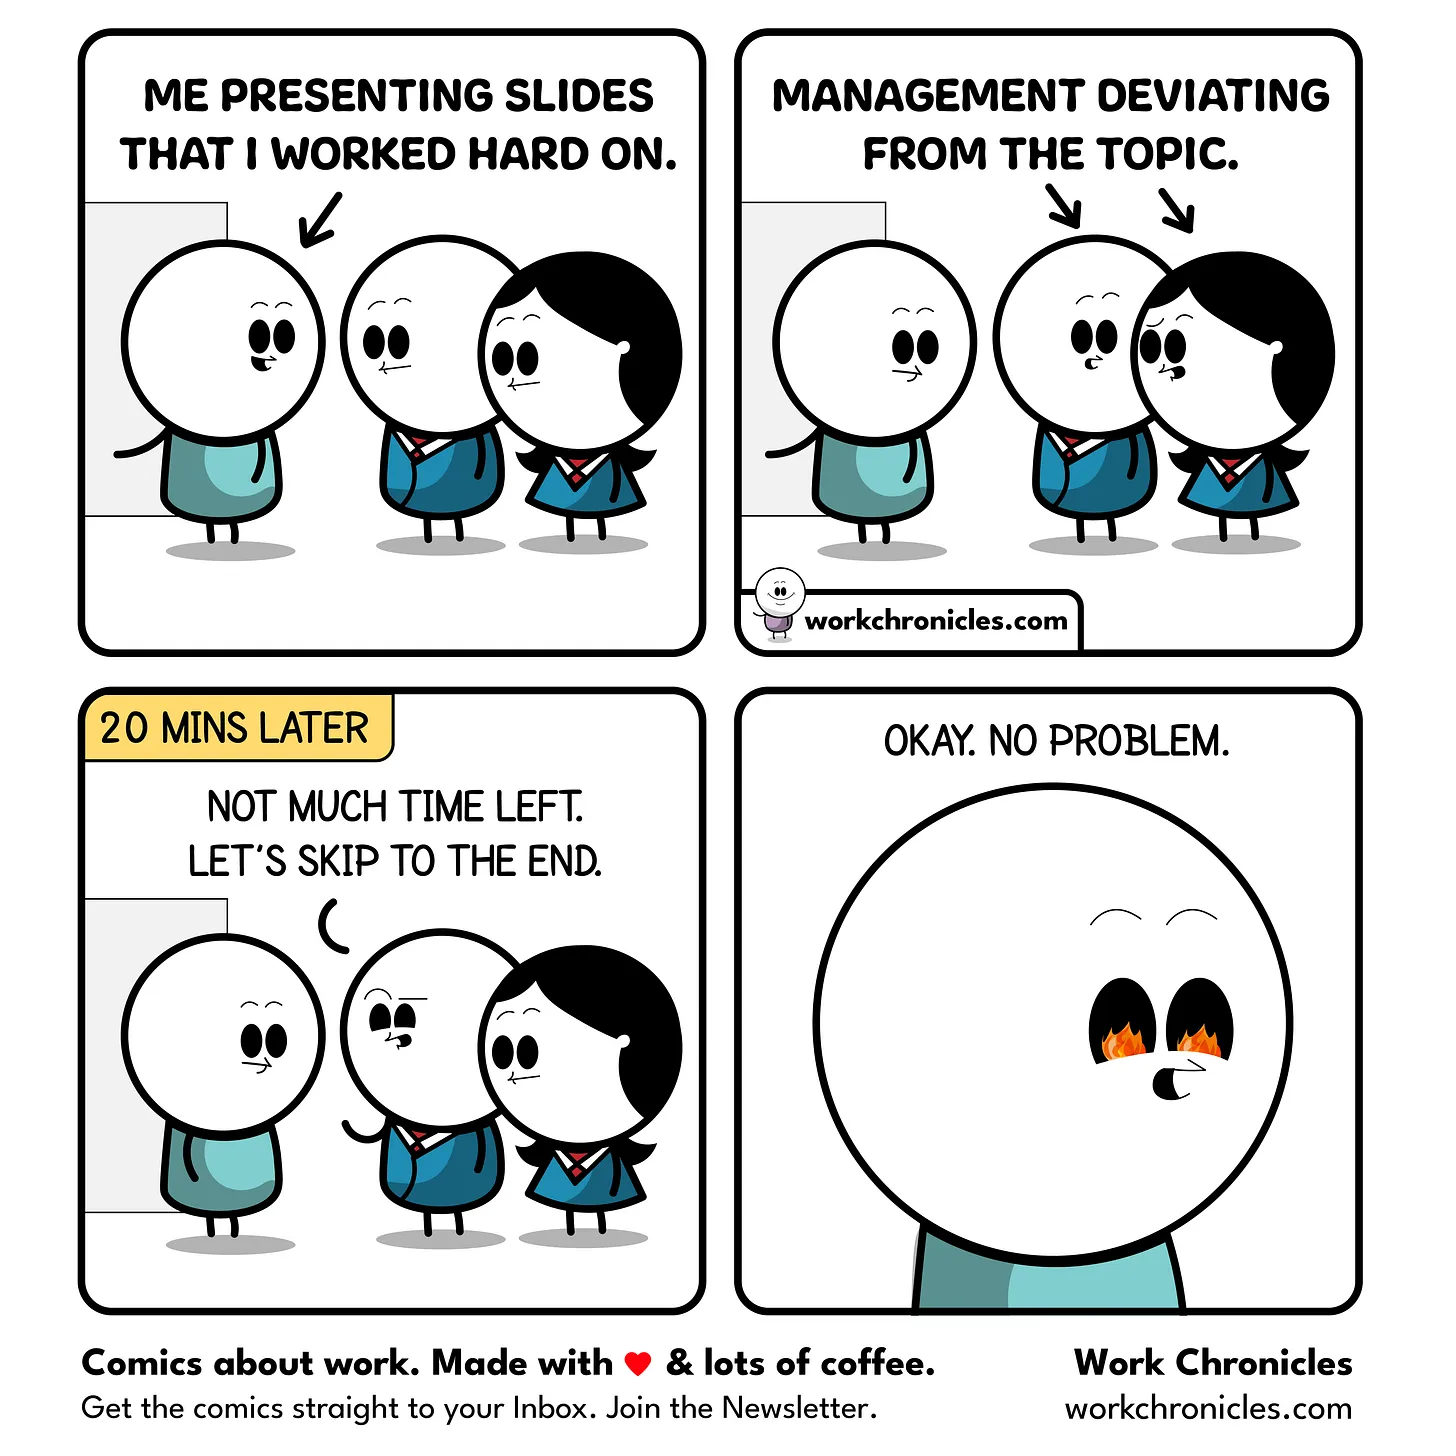 ME PRESENTING SLIDES
THAT I WORKED HARD ON.
MANAGEMENT DEVIATING
FROM THE TOPIC.
workchronicles.com
20 MINS LATER
NOT MUCH TIME LEFT.
LET'S SKIP TO THE END.
OKAY. NO PROBLEM.
Comics about work. Made with ❤ & lots of coffee.
Get the comics straight to your Inbox. Join the Newsletter.
Work Chronicles
workchronicles.com